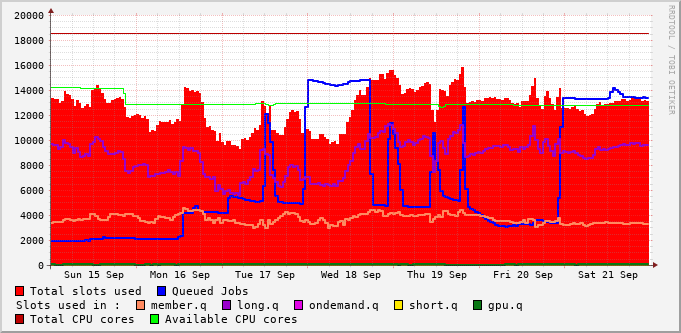 20000
18000
16000
14000
12000
10000
8000
6000
4000
2000
0
Sun 15 Sep Mon 16 Sep Tue 17 Sep Wed 18 Sep Thu 19 Sep Fri 20 Sep Sat 21 Sep
Total slots used Queued Jobs
Slots used in : member.q long.q ondemand.q short.q gpu.q
Total CPU cores Available CPU cores
RRDTOOL / TOBI OETIKER